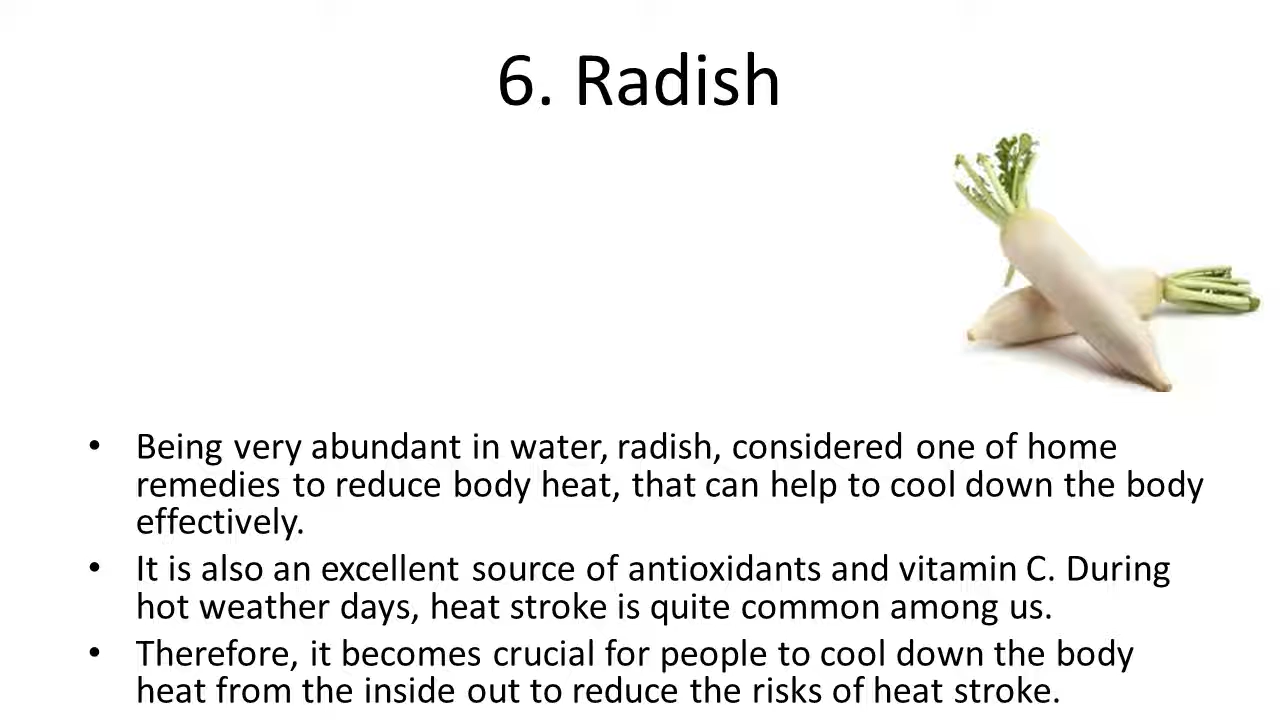 6. Radish
• Being very abundant in water, radish, considered one of home
remedies to reduce body heat, that can help to cool down the body
effectively.
• It is also an excellent source of antioxidants and vitamin C. During
hot weather days, heat stroke is quite common among us.
• Therefore, it becomes crucial for people to cool down the body
heat from the inside out to reduce the risks of heat stroke.